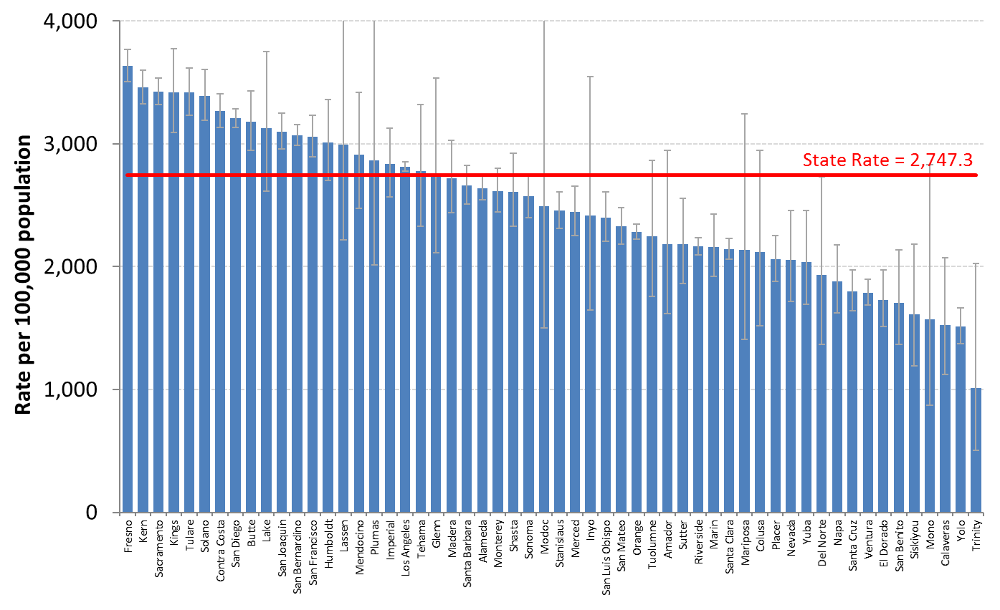 Rate per 100,000 population
4,000
3,000
2,000
1,000
0
State Rate = 2,747.3
Fresno
Kern
Sacramento
Kings
Tulare
Solano
Contra Costa
San Diego
Butte
Lake
San Joaquin
San Bernardino
San Francisco
Humboldt
Lassen
Mendocino
Plumas
Imperial
Los Angeles
Tehama
Glenn
Madera
Santa Barbara
Alameda
Monterey
Shasta
Sonoma
Modoc
Stanislaus
Merced
Inyo
San Luis Obispo
San Mateo
Orange
Tuolumne
Amador
Sutter
Riverside
Marin
Santa Clara
Mariposa
Colusa
Placer
Nevada
Yuba
Del Norte
Napa
Santa Cruz
Ventura
El Dorado
San Benito
Siskiyou
Mono
Calaveras
Yolo
Trinity